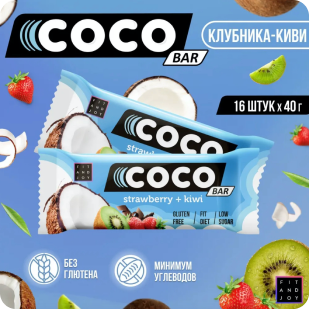 COCO
BAR
КЛУБНИКА-КИВИ
16 ШТУК х 40 г
COCO
strawberry
COCO
BAR
strawberry + kiwi
GLUTEN FREE
FIT DIET
LOW SUGAR
БЕЗ
ГЛЮТЕНА
МИНИМУМ
УГЛЕВОДОВ
FIT
AND
JOY